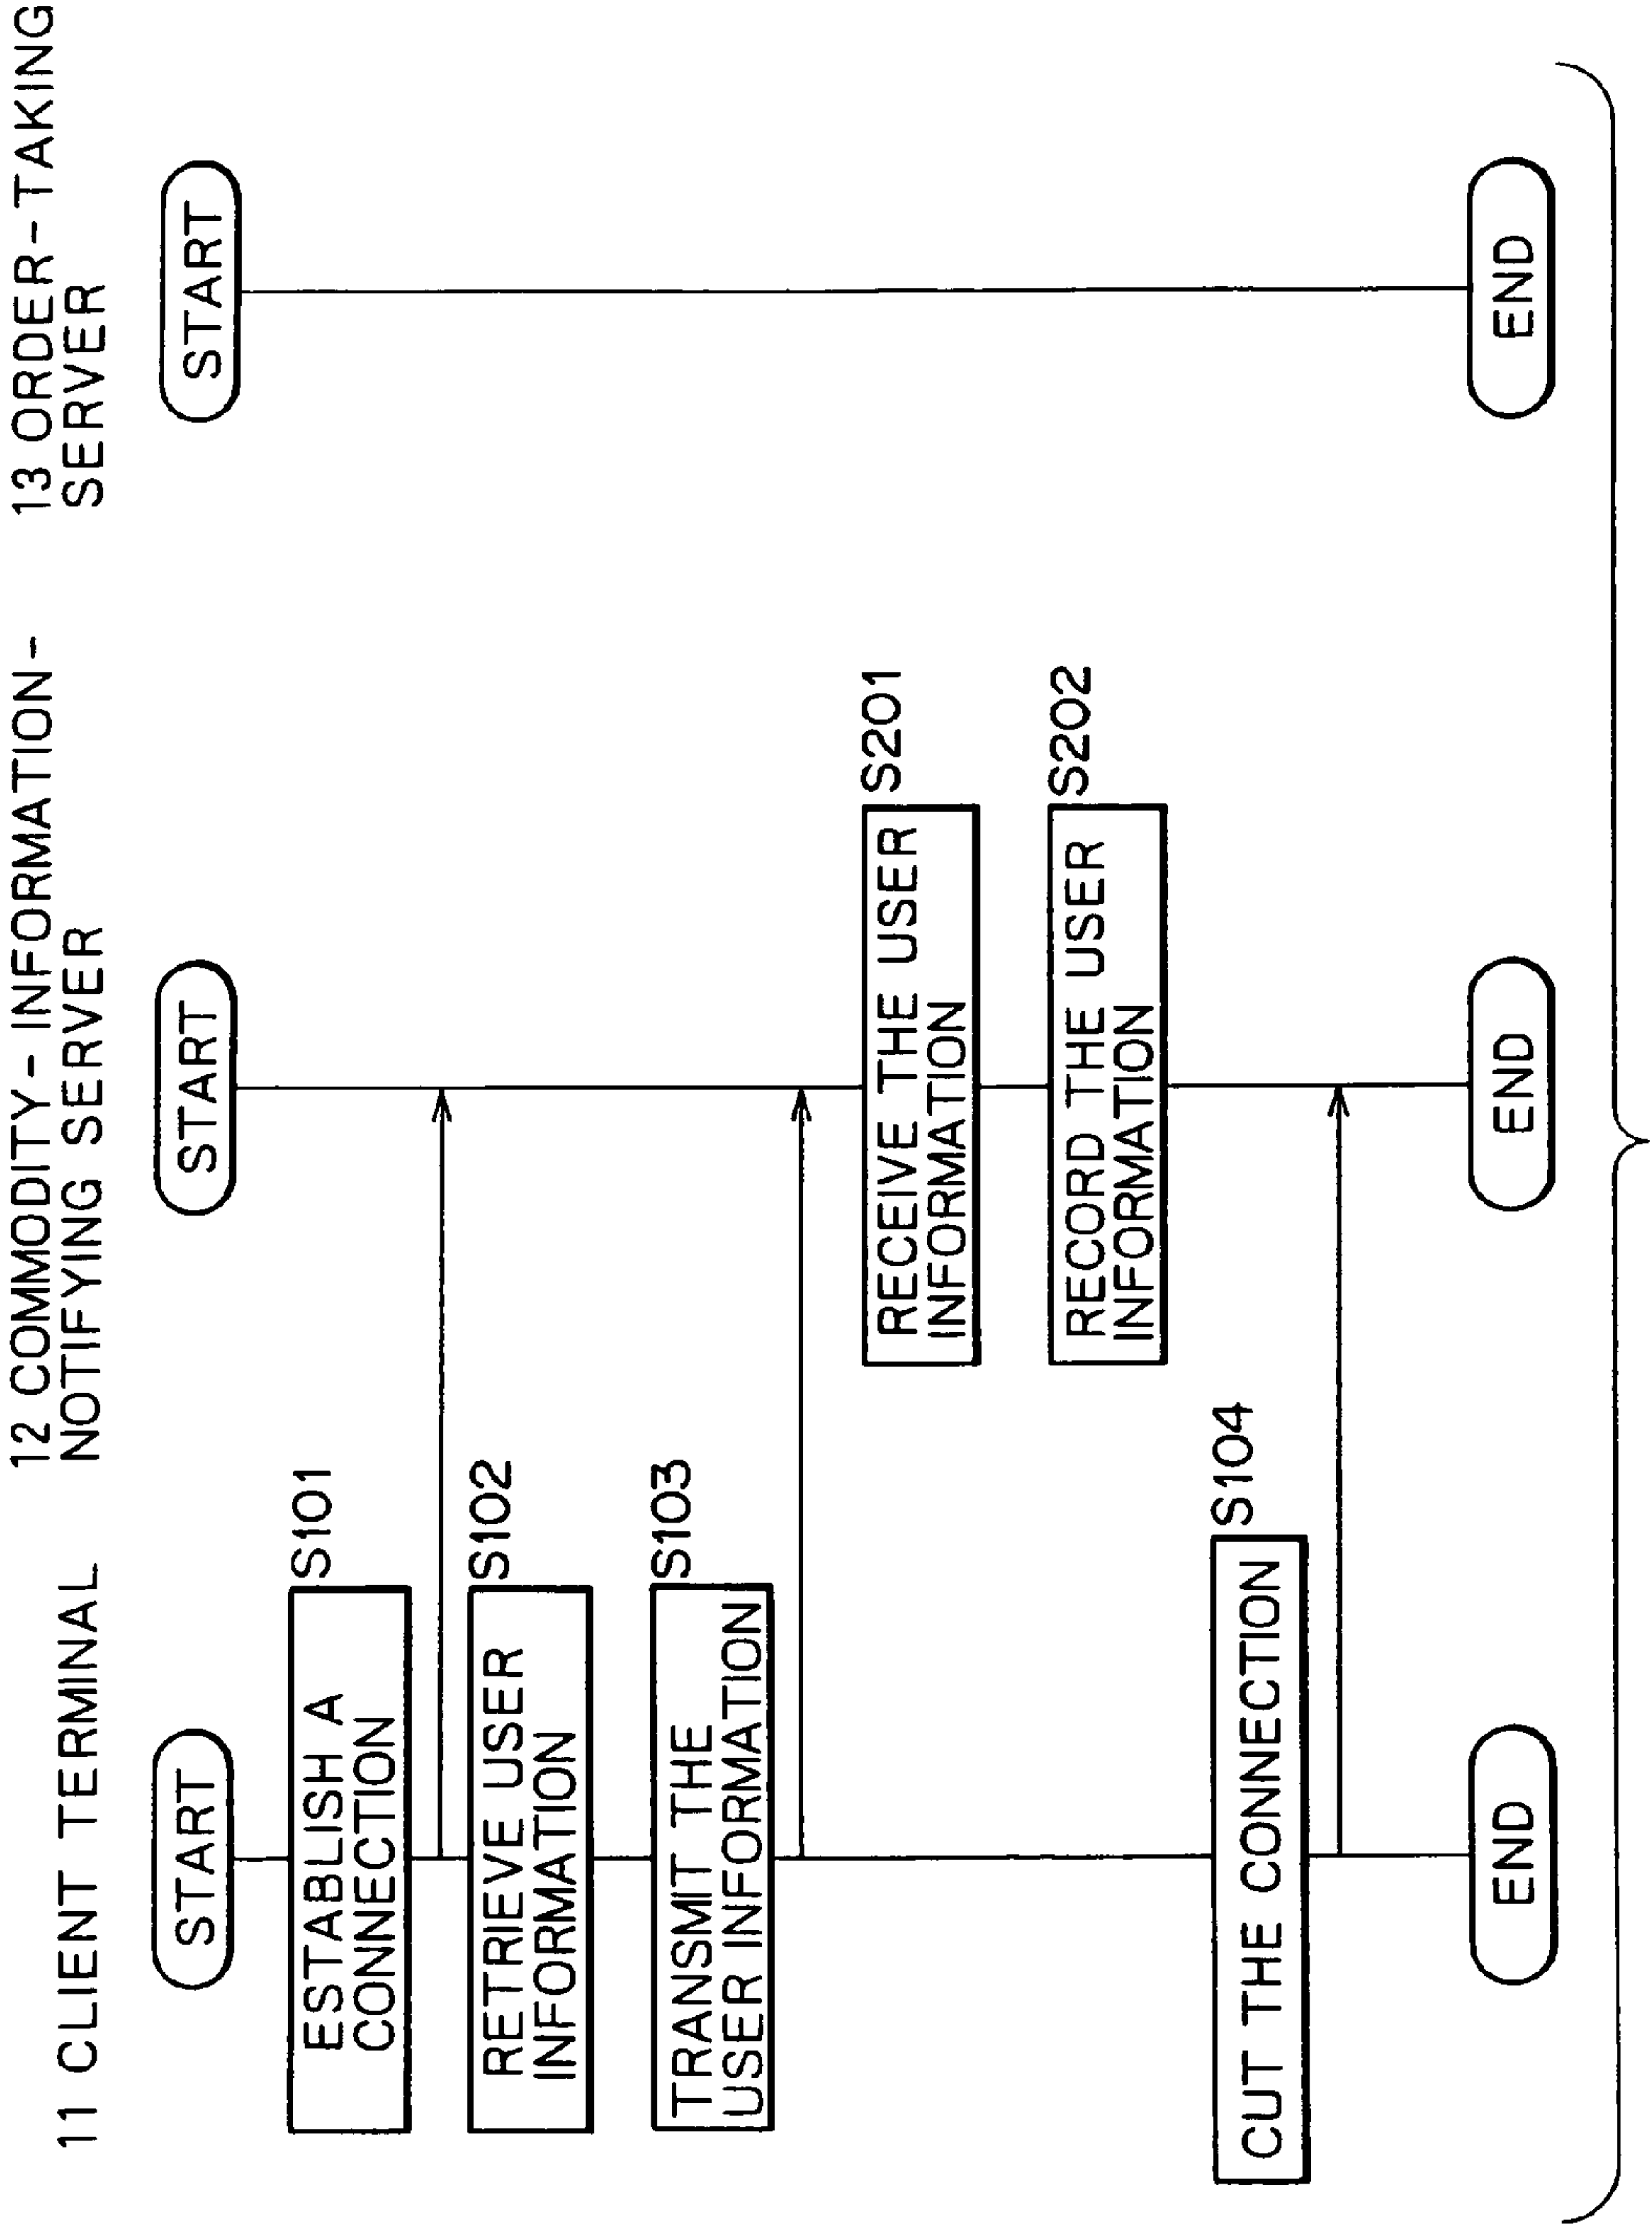 11 CLIENT TERMINAL
START
ESTABLISH A
CONNECTION
S101
RETRIEVE USER
INFORMATION
S102
TRANSMIT THE
USER INFORMATION
S103
CUT THE CONNECTION
S104
END
12 COMMODITY-INFORMATION-
NOTIFYING SERVER
START
RECEIVE THE USER
INFORMATION
S201
RECORD THE USER
INFORMATION
S202
END
13 ORDER-TAKING
SERVER
START
END